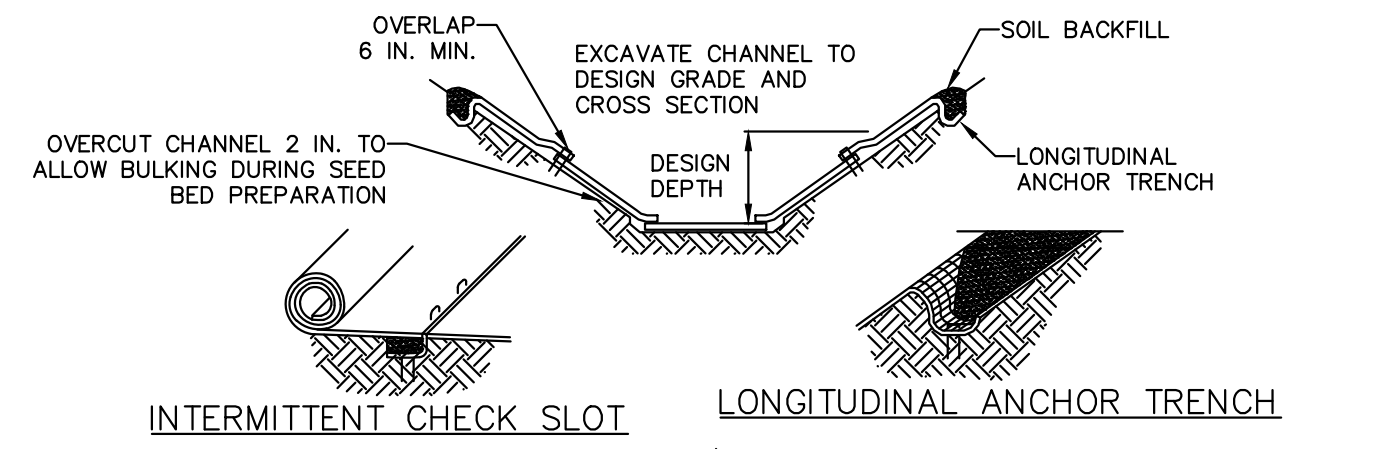 OVERLAP
6 IN. MIN.
EXCAVATE CHANNEL TO
DESIGN GRADE AND
CROSS SECTION
SOIL BACKFILL
OVERCUT CHANNEL 2 IN. TO
ALLOW BULKING DURING SEED
BED PREPARATION
DESIGN
DEPTH
LONGITUDINAL
ANCHOR TRENCH
INTERMITTENT CHECK SLOT
LONGITUDINAL ANCHOR TRENCH